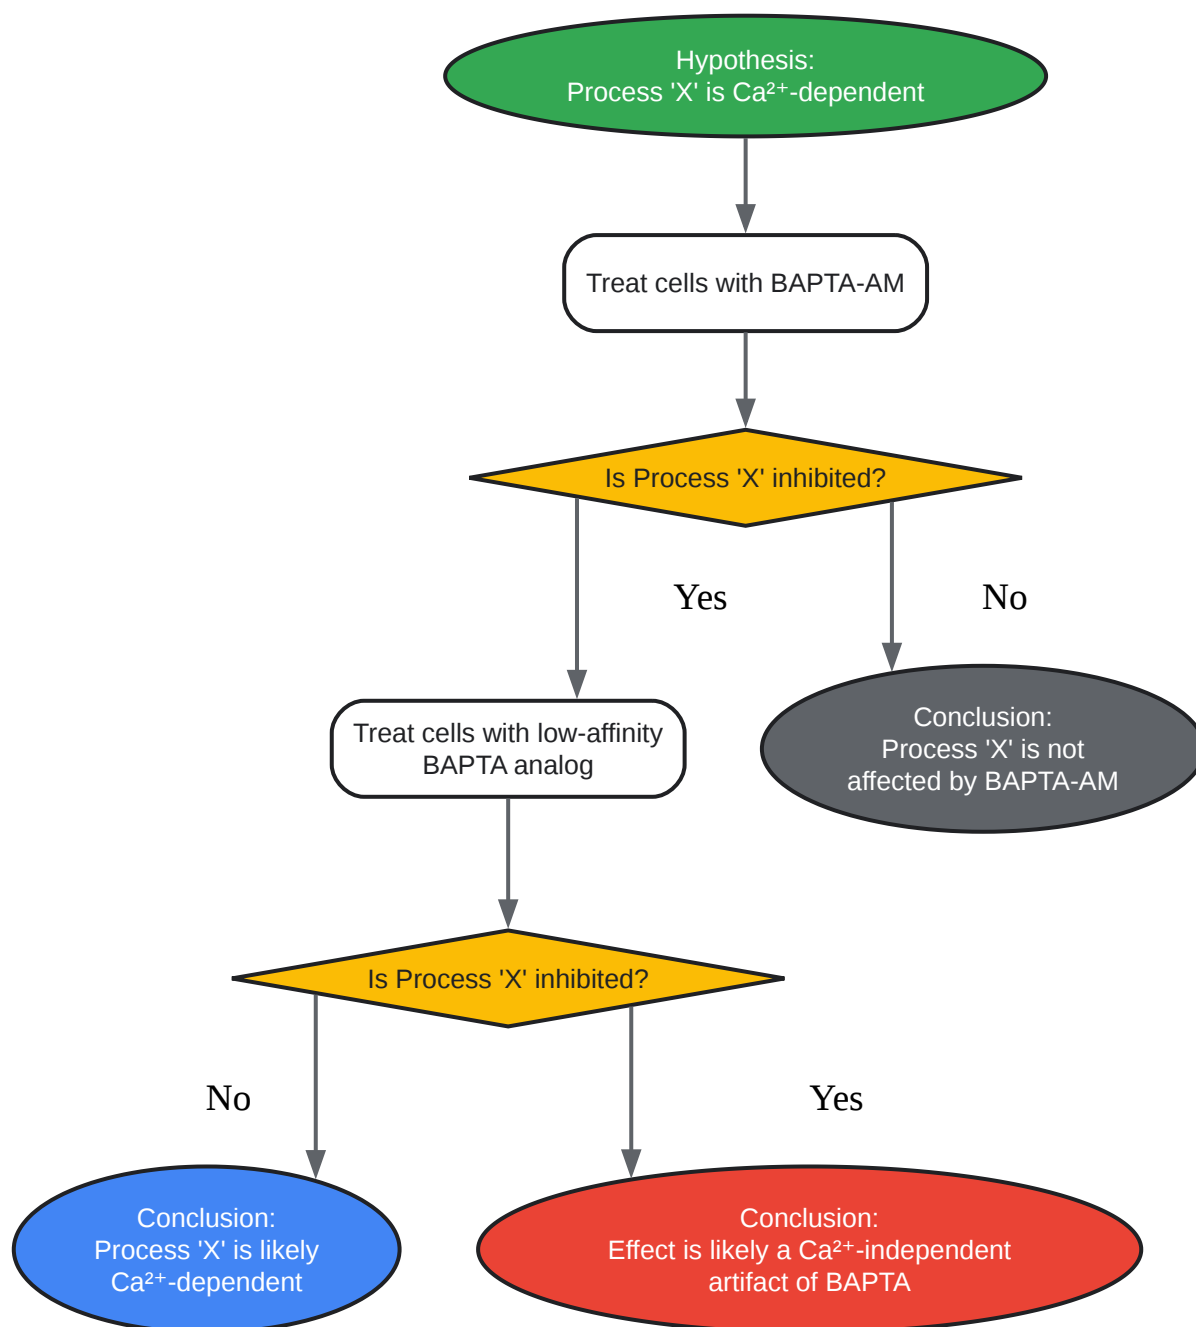 Hypothesis:
Process 'X' is Ca²⁺-dependent
Treat cells with BAPTA-AM
Is Process 'X' inhibited?
Yes
No
Treat cells with low-affinity
BAPTA analog
Conclusion:
Process 'X' is not
affected by BAPTA-AM
Is Process 'X' inhibited?
No
Yes
Conclusion:
Process 'X' is likely
Ca²⁺-dependent
Conclusion:
Effect is likely a Ca²⁺-independent
artifact of BAPTA